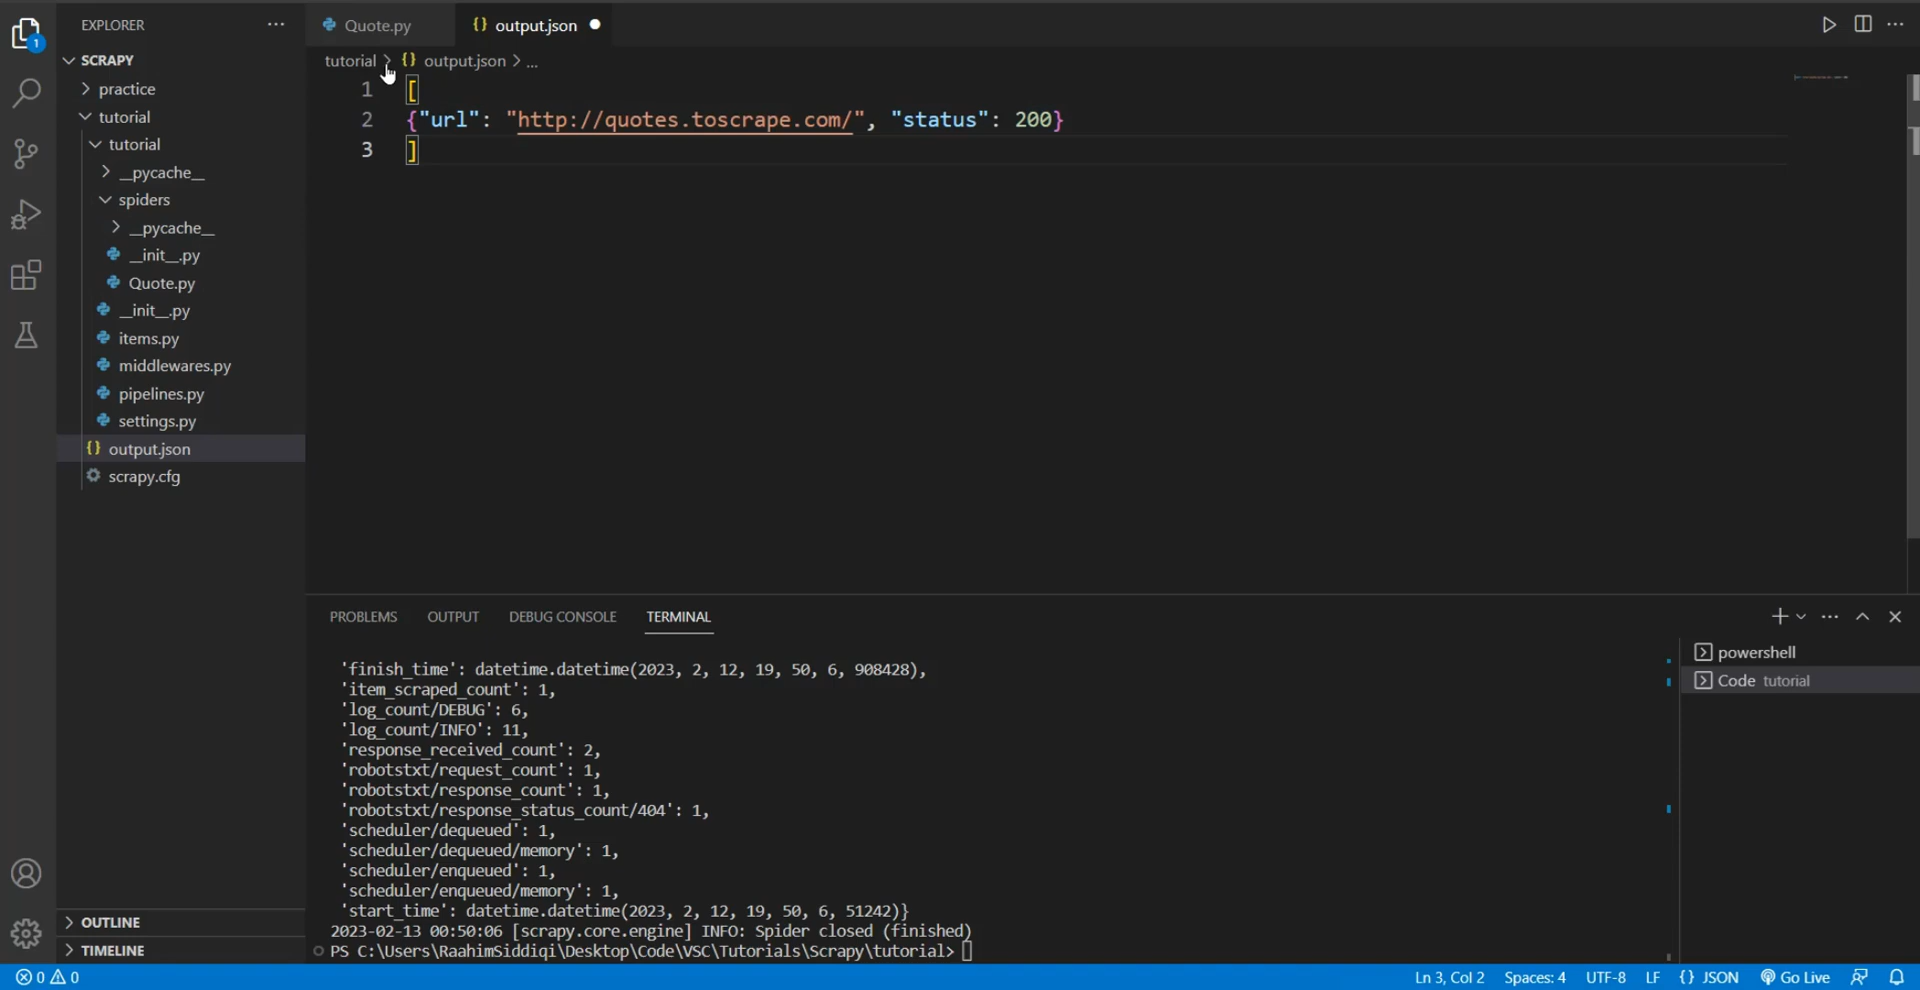 EXPLORER
SCRAPY
practice
tutorial
tutorial
__pycache__
spiders
__pycache__
__init__.py
Quote.py
__init__.py
items.py
middlewares.py
pipelines.py
settings.py
output.json
scrapy.cfg
OUTLINE
TIMELINE
1
Quote.py
{} output.json
tutorial > {} output.json > ...
1 [
2 {"url": "http://quotes.toscrape.com/", "status": 200}
3 ]
PROBLEMS OUTPUT DEBUG CONSOLE TERMINAL
'finish_time': datetime.datetime(2023, 2, 12, 19, 50, 6, 908428),
'item_scraped_count': 1,
'log_count/DEBUG': 6,
'log_count/INFO': 11,
'response_received_count': 2,
'robotstxt/request_count': 1,
'robotstxt/response_count': 1,
'robotstxt/response_status_count/404': 1,
'scheduler/dequeued': 1,
'scheduler/dequeued/memory': 1,
'scheduler/enqueued': 1,
'scheduler/enqueued/memory': 1,
'start_time': datetime.datetime(2023, 2, 12, 19, 50, 6, 51242)}
2023-02-13 00:50:06 [scrapy.core.engine] INFO: Spider closed (finished)
PS C:\Users\RaahimSiddiqi\Desktop\Code\VSC\Tutorials\Scrapy\tutorial>
powershell
Code tutorial
0 0
Ln 3, Col 2 Spaces: 4 UTF-8 LF {} JSON Go Live